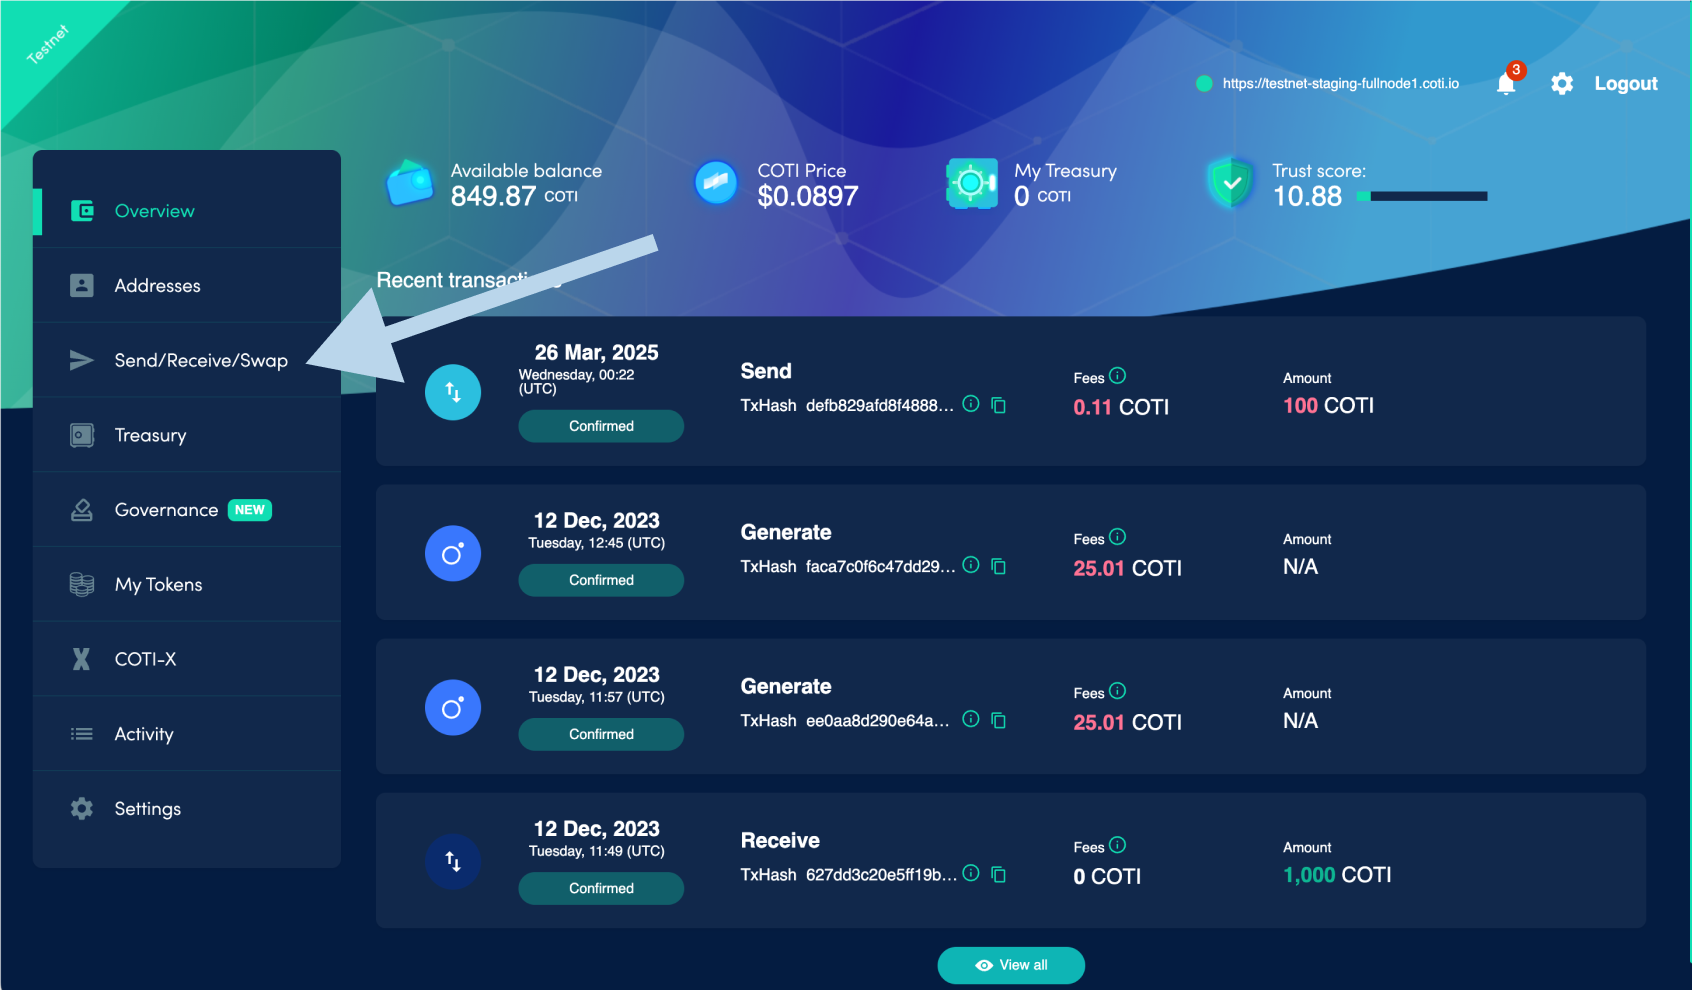 Testnet
https://testnet-staging-fullnode1.coti.io
3
Logout
Overview
Addresses
Send/Receive/Swap
Treasury
Governance NEW
My Tokens
COTI-X
Activity
Settings
Available balance
849.87 COTI
COTI Price
$0.0897
My Treasury
0 COTI
Trust score:
10.88
Recent
26 Mar, 2025
Wednesday, 00:22
(UTC)
Confirmed
Send
TxHash defb829afd8f4888...
Fees
0.11 COTI
Amount
100 COTI
12 Dec, 2023
Tuesday, 12:45 (UTC)
Confirmed
Generate
TxHash faca7c0f6c47dd29...
Fees
25.01 COTI
Amount
N/A
12 Dec, 2023
Tuesday, 11:57 (UTC)
Confirmed
Generate
TxHash ee0aa8d290e64a...
Fees
25.01 COTI
Amount
N/A
12 Dec, 2023
Tuesday, 11:49 (UTC)
Confirmed
Receive
TxHash 627dd3c20e5ff19b...
Fees
0 COTI
Amount
1,000 COTI
View all